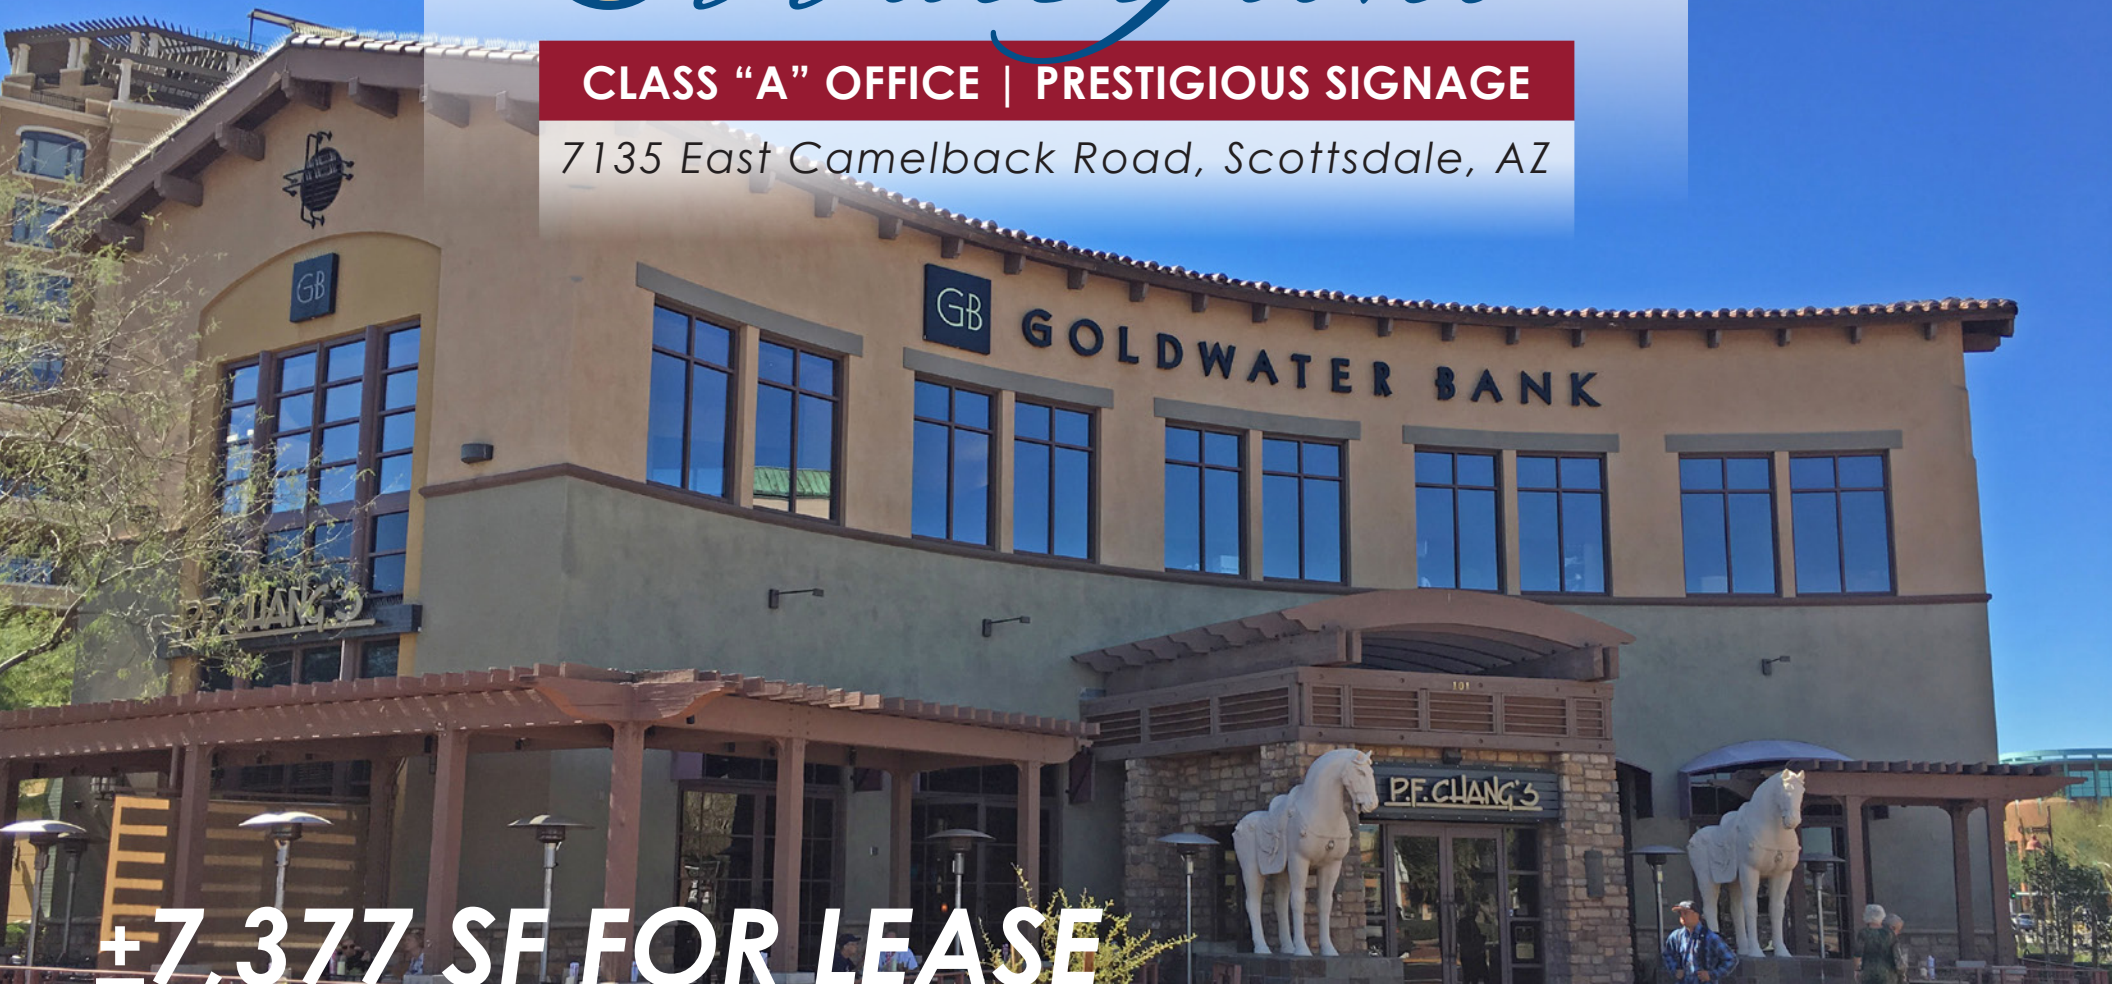 CLASS “A” OFFICE | PRESTIGIOUS SIGNAGE
7135 East Camelback Road, Scottsdale, AZ
GB
GB
GOLDWATER BANK
P.F. CHANG'S
101
P.F. CHANG'S
±7,377 SF FOR LEASE